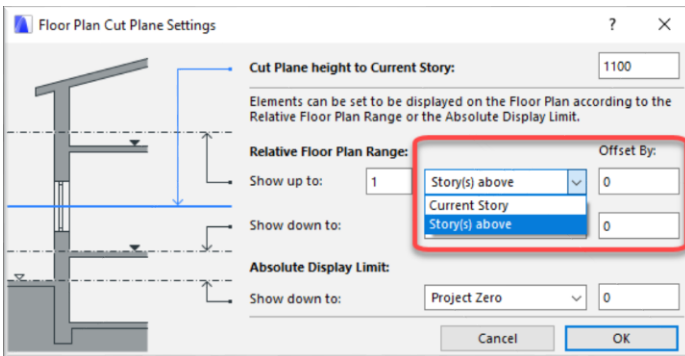 Floor Plan Cut Plane Settings
? ×
Cut Plane height to Current Story: 1100
Elements can be set to be displayed on the Floor Plan according to the
Relative Floor Plan Range or the Absolute Display Limit.
Relative Floor Plan Range: Offset By:
Show up to: 1 Story(s) above 0
Current Story
Story(s) above
Show down to: 0
Absolute Display Limit:
Show down to: Project Zero 0
Cancel OK